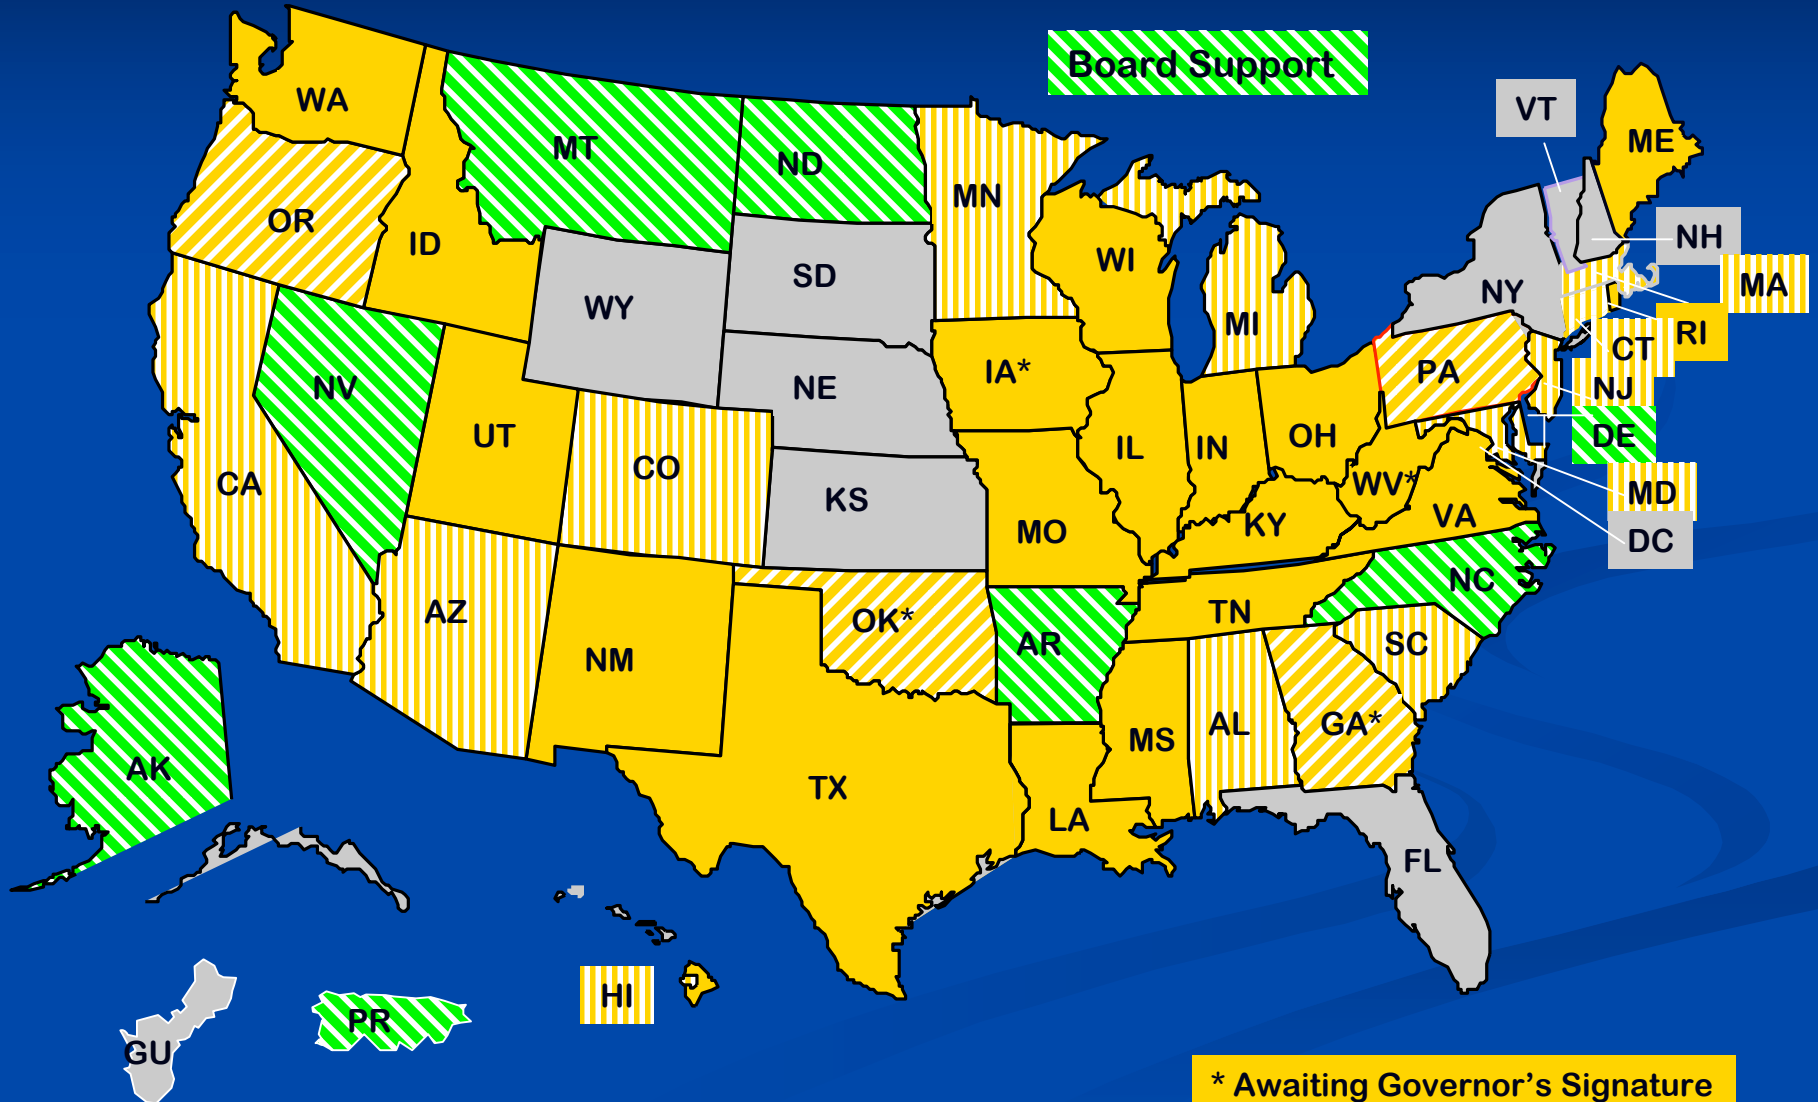 Board Support
WA
MT
ND
MN
VT
ME
OR
ID
SD
WI
NH
WY
NY
MA
MI
RI
CT
IA*
PA
NV
NE
NJ
UT
IL
IN
OH
DE
CA
CO
KS
WV*
MD
MO
KY
VA
DC
AZ
OK*
AR
TN
NC
NM
SC
TX
MS
AL
GA*
AK
LA
FL
HI
PR
GU
* Awaiting Governor's Signature